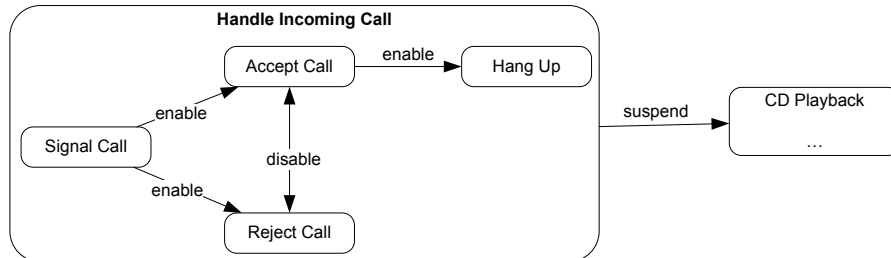 Handle Incoming Call
Accept Call
enable
Hang Up
enable
Signal Call
disable
enable
Reject Call
suspend
CD Playback
...